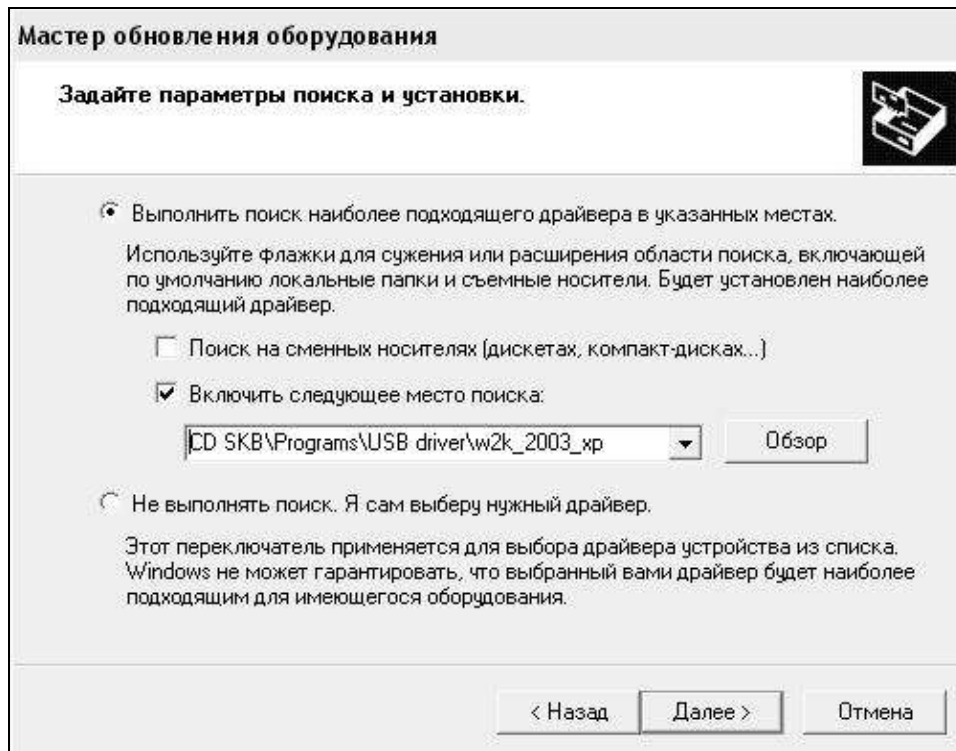 Мастер обновления оборудования
Задайте параметры поиска и установки.
Выполнить поиск наиболее подходящего драйвера в указанных местах.
Используйте флажки для сужения или расширения области поиска, включающей
по умолчанию локальные папки и съемные носители. Будет установлен наиболее
подходящий драйвер.
Поиск на сменных носителях (дискетах, компакт-дисках...)
Включить следующее место поиска:
CD SKB\Programs\USB driver\w2k_2003_xp
Обзор
Не выполнять поиск. Я сам выберу нужный драйвер.
Этот переключатель применяется для выбора драйвера устройства из списка.
Windows не может гарантировать, что выбранный вами драйвер будет наиболее
подходящим для имеющегося оборудования.
< Назад
Далее >
Отмена